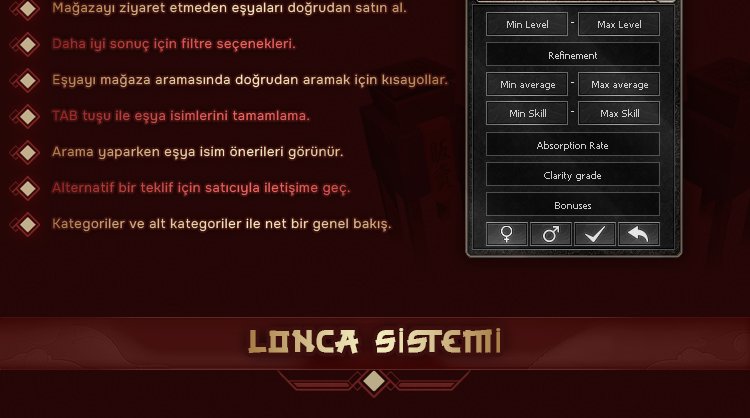 Mağazayı ziyaret etmeden eşyaları doğrudan satın al.
Daha iyi sonuç için filtre seçenekleri.
Eşyayı mağaza aramasında doğrudan aramak için kısayollar.
TAB tuşu ile eşya isimlerini tamamlama.
Arama yaparken eşya isim önerileri görünür.
Alternatif bir teklif için satıcıyla iletişime geç.
Kategoriler ve alt kategoriler ile net bir genel bakış.
Min Level - Max Level
Refinement
Min average - Max average
Min Skill - Max Skill
Absorption Rate
Clarity grade
Bonuses
LONCA SİSTEMİ